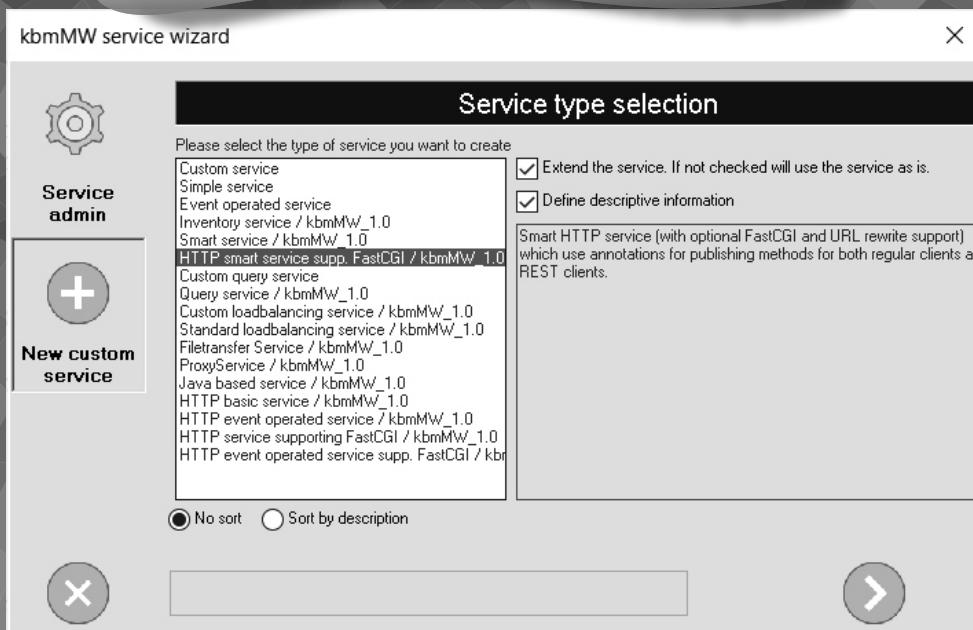 kbmMW service wizard
Service type selection
Service
admin
New custom
service
Please select the type of service you want to create
Custom service
Simple service
Event operated service
Inventory service / kbmMW_1.0
Smart service / kbmMW_1.0
HTTP smart service supp. FastCGI / kbmMW_1.0
Custom query service
Query service / kbmMW_1.0
Custom loadbalancing service / kbmMW_1.0
Standard loadbalancing service / kbmMW_1.0
Filetransfer Service / kbmMW_1.0
ProxyService / kbmMW_1.0
Java based service / kbmMW_1.0
HTTP basic service / kbmMW_1.0
HTTP event operated service / kbmMW_1.0
HTTP service supporting FastCGI / kbmMW_1.0
HTTP event operated service supp. FastCGI / kbr
No sort
Sort by description
Extend the service. If not checked will use the service as is.
Define descriptive information
Smart HTTP service (with optional FastCGI and URL rewrite support)
which use annotations for publishing methods for both regular clients a
REST clients.